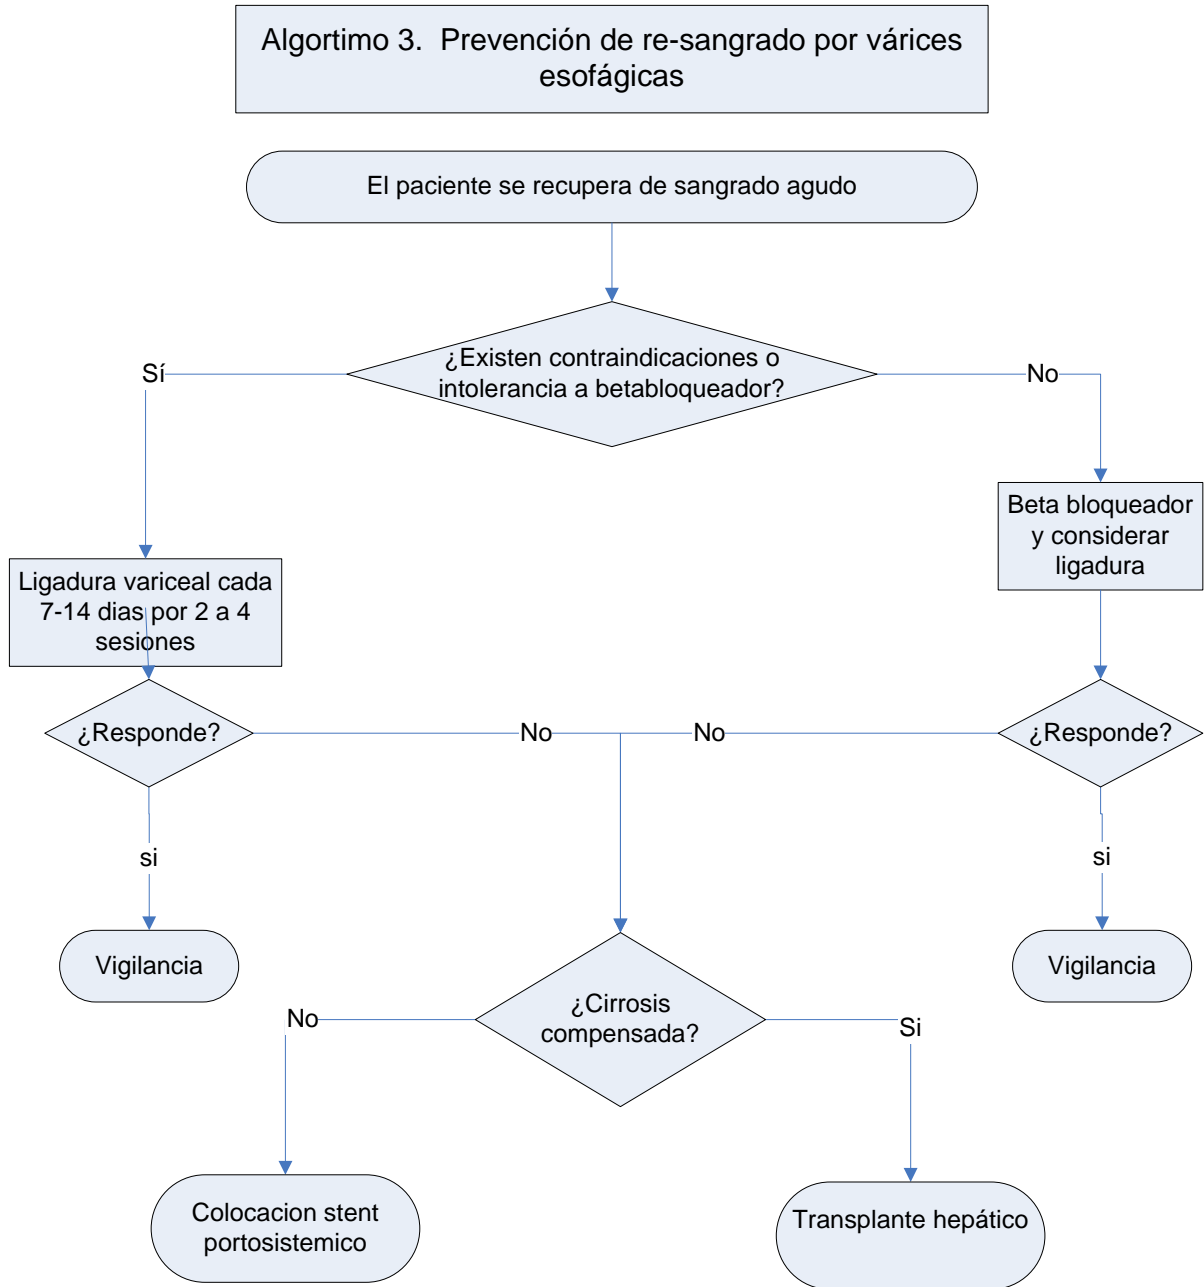 Algortimo 3.  Prevención de re-sangrado por várices
esofágicas
El paciente se recupera de sangrado agudo
¿Existen contraindicaciones o
intolerancia a betabloqueador?
Sí
No
Beta bloqueador
y considerar
ligadura
Ligadura variceal cada
7-14 dias por 2 a 4
sesiones
¿Responde?
No
No
¿Responde?
si
si
Vigilancia
Vigilancia
¿Cirrosis
compensada?
No
Si
Colocacion stent
portosistemico
Transplante hepático